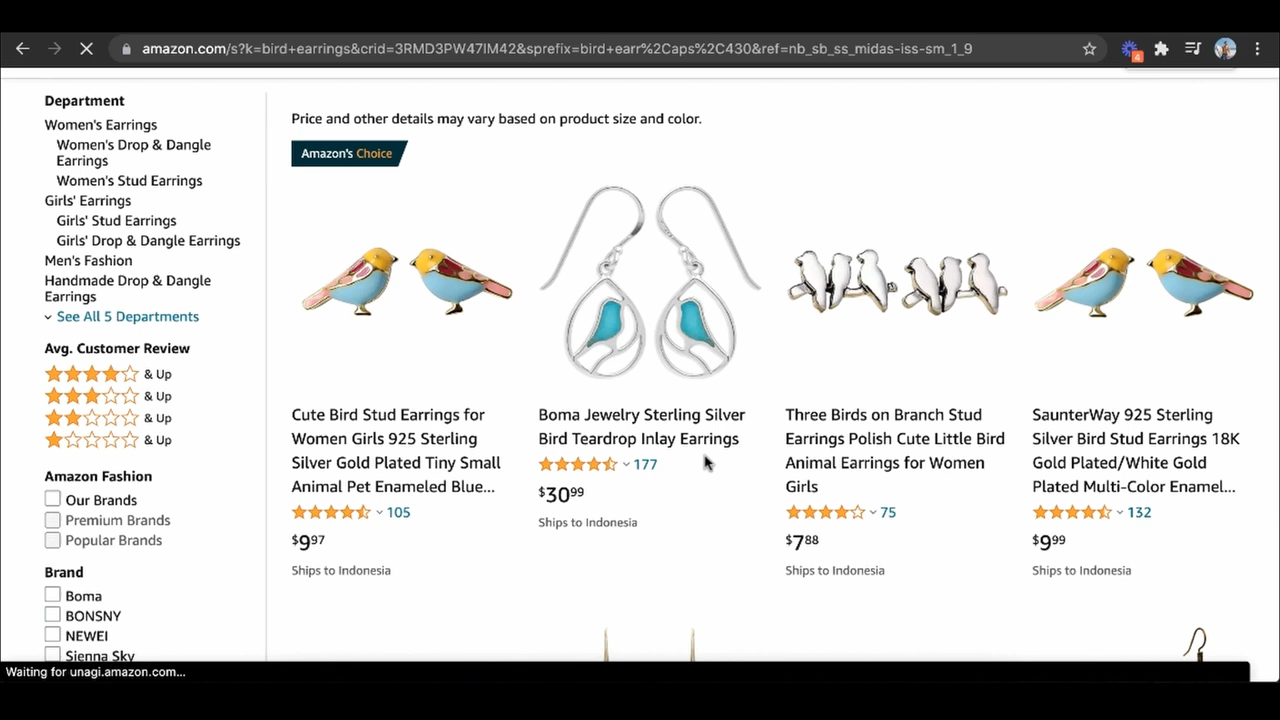 amazon.com/s?k=bird+earrings&crid=3RMD3PW47IM42&sprefix=bird+earr%2Caps%2C430&ref=nb_sb_ss_midas-iss-sm_1_9
4
Department
Women's Earrings
Women's Drop & Dangle
Earrings
Women's Stud Earrings
Girls' Earrings
Girls' Stud Earrings
Girls' Drop & Dangle Earrings
Men's Fashion
Handmade Drop & Dangle
Earrings
See All 5 Departments
Avg. Customer Review
& Up
& Up
& Up
& Up
Amazon Fashion
Our Brands
Premium Brands
Popular Brands
Brand
Boma
BONSNY
NEWEI
Sienna Sky
Price and other details may vary based on product size and color.
Amazon's Choice
Cute Bird Stud Earrings for
Women Girls 925 Sterling
Silver Gold Plated Tiny Small
Animal Pet Enameled Blue...
105
$9.97
Ships to Indonesia
Boma Jewelry Sterling Silver
Bird Teardrop Inlay Earrings
177
$30.99
Ships to Indonesia
Three Birds on Branch Stud
Earrings Polish Cute Little Bird
Animal Earrings for Women
Girls
75
$7.88
Ships to Indonesia
SaunterWay 925 Sterling
Silver Bird Stud Earrings 18K
Gold Plated/White Gold
Plated Multi-Color Enamel...
132
$9.99
Ships to Indonesia
Waiting for unagi.amazon.com...